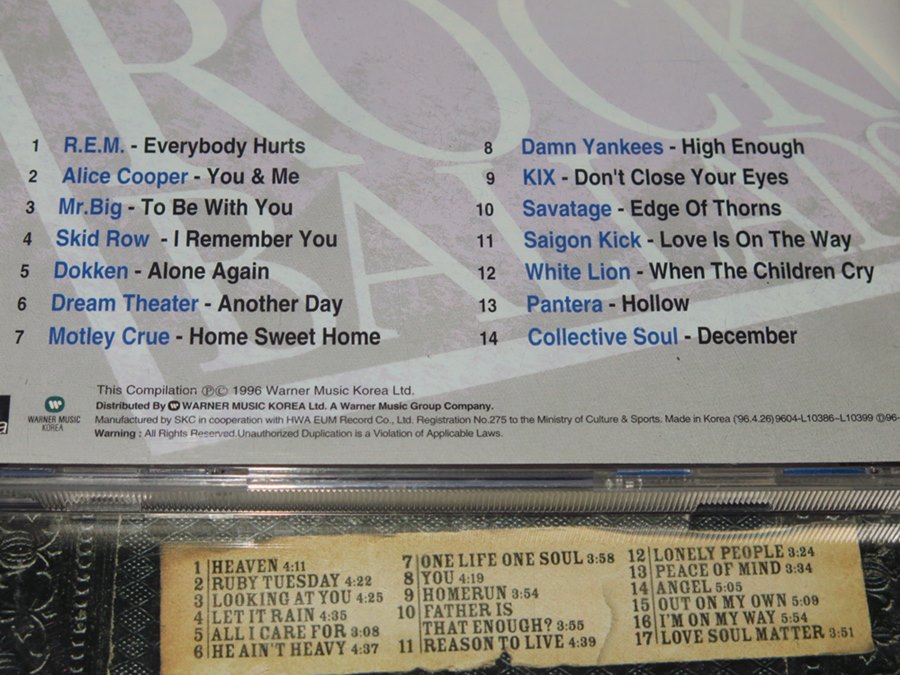 ROCK
BALLADS
1 R.E.M. - Everybody Hurts
2 Alice Cooper - You & Me
3 Mr.Big - To Be With You
4 Skid Row - I Remember You
5 Dokken - Alone Again
6 Dream Theater - Another Day
7 Motley Crue - Home Sweet Home
8 Damn Yankees - High Enough
9 KIX - Don't Close Your Eyes
10 Savatage - Edge Of Thorns
11 Saigon Kick - Love Is On The Way
12 White Lion - When The Children Cry
13 Pantera - Hollow
14 Collective Soul - December
WARNER MUSIC
KOREA
This Compilation ℗© 1996 Warner Music Korea Ltd.
Distributed By WARNER MUSIC KOREA Ltd. A Warner Music Group Company.
Manufactured by SKC in cooperation with HWA EUM Record Co., Ltd. Registration No.275 to the Ministry of Culture & Sports. Made in Korea ('96.4.26) 9604-L10386~L10399
Warning : All Rights Reserved.Unauthorized Duplication is a Violation of Applicable Laws.
1 HEAVEN 4:11
2 RUBY TUESDAY 4:22
3 LOOKING AT YOU 4:25
4 LET IT RAIN 4:35
5 ALL I CARE FOR 3:08
6 HE AIN'T HEAVY 4:37
7 ONE LIFE ONE SOUL 3:58
8 YOU 4:19
9 HOMERUN 3:54
10 FATHER IS
THAT ENOUGH? 3:55
11 REASON TO LIVE 4:39
12 LONELY PEOPLE 3:24
13 PEACE OF MIND 3:34
14 ANGEL 5:05
15 OUT ON MY OWN 5:09
16 I'M ON MY WAY 5:54
17 LOVE SOUL MATTER 3:51